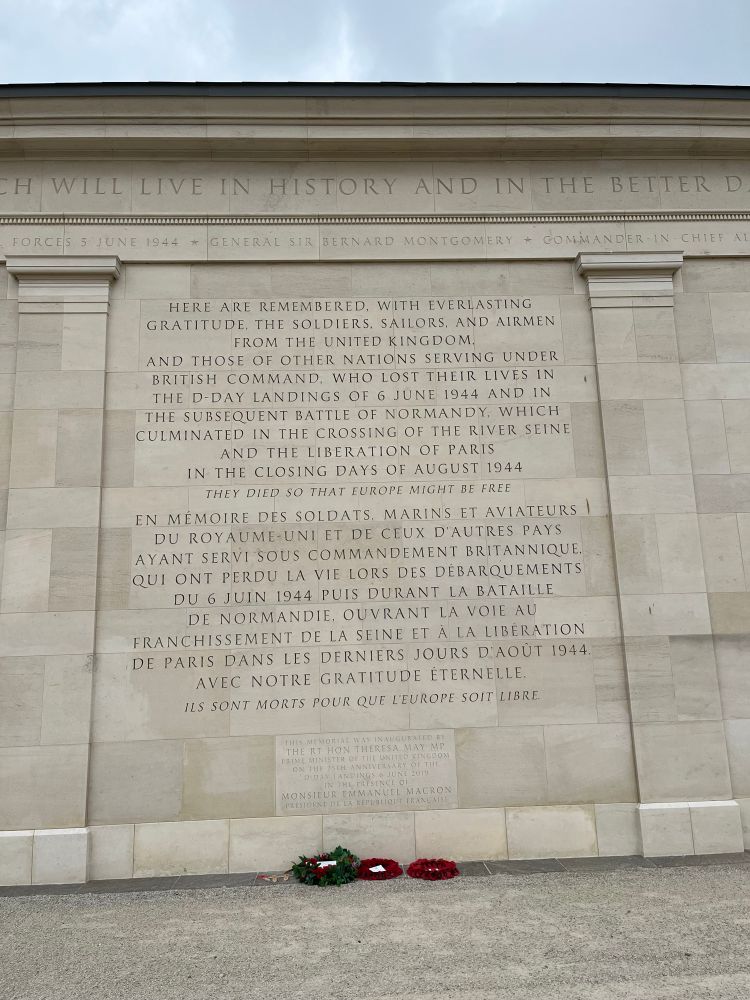 CH WILL LIVE IN HISTORY, AND IN THE BETTER D
FORCES 5 JUNE 1944 ★ GENERAL SIR BERNARD MONTGOMERY ★ COMMANDER-IN-CHIEF AL
HERE ARE REMEMBERED, WITH EVERLASTING
GRATITUDE, THE SOLDIERS, SAILORS, AND AIRMEN
FROM THE UNITED KINGDOM,
AND THOSE OF OTHER NATIONS SERVING UNDER
BRITISH COMMAND, WHO LOST THEIR LIVES IN
THE D-DAY LANDINGS OF 6 JUNE 1944 AND IN
THE SUBSEQUENT BATTLE OF NORMANDY, WHICH
CULMINATED IN THE CROSSING OF THE RIVER SEINE
AND THE LIBERATION OF PARIS
IN THE CLOSING DAYS OF AUGUST 1944
THEY DIED SO THAT EUROPE MIGHT BE FREE
EN MÉMOIRE DES SOLDATS, MARINS ET AVIATEURS
DU ROYAUME-UNI ET DE CEUX D'AUTRES PAYS
AYANT SERVI SOUS COMMANDEMENT BRITANNIQUE,
QUI ONT PERDU LA VIE LORS DES DÉBARQUEMENTS
DU 6 JUIN 1944 PUIS DURANT LA BATAILLE
DE NORMANDIE, OUVRANT LA VOIE AU
FRANCHISSEMENT DE LA SEINE ET À LA LIBÉRATION
DE PARIS DANS LES DERNIERS JOURS D'AOÛT 1944.
AVEC NOTRE GRATITUDE ÉTERNELLE.
ILS SONT MORTS POUR QUE L'EUROPE SOIT LIBRE.
THIS MEMORIAL WAS INAUGURATED BY
THE RT HON THERESA MAY MP
PRIME MINISTER OF THE UNITED KINGDOM
ON THE 75TH ANNIVERSARY OF THE
D-DAY LANDINGS 6 JUNE 2019
IN THE PRESENCE OF
MONSIEUR EMMANUEL MACRON
PRÉSIDENT DE LA RÉPUBLIQUE FRANÇAISE